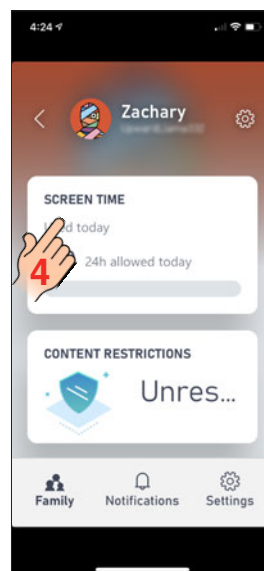 4:24
Zachary
SCREEN TIME
today
4
24h allowed today
CONTENT RESTRICTIONS
Unres...
Family Notifications Settings